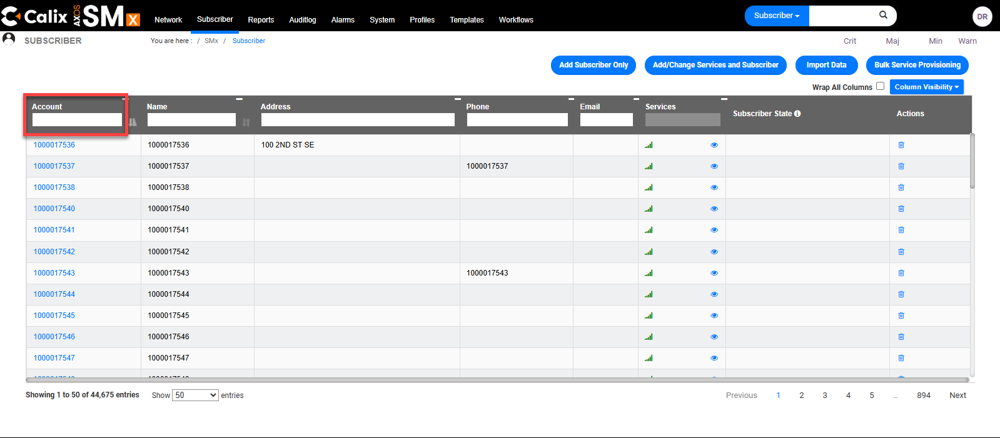 Calix AXOS SMx Network Subscriber Reports Auditlog Alarms System Profiles Templates Workflows Subscriber DR
SUBSCRIBER You are here : / SMx / Subscriber Crit Maj Min Warn
Add Subscriber Only Add/Change Services and Subscriber Import Data Bulk Service Provisioning
Wrap All Columns Column Visibility
Account Name Address Phone Email Services Subscriber State Actions
1000017536 1000017536 100 2ND ST SE
1000017537 1000017537 1000017537
1000017538 1000017538
1000017540 1000017540
1000017541 1000017541
1000017542 1000017542
1000017543 1000017543 1000017543
1000017544 1000017544
1000017545 1000017545
1000017546 1000017546
1000017547 1000017547
Showing 1 to 50 of 44,675 entries Show 50 entries Previous 1 2 3 4 5 ... 894 Next